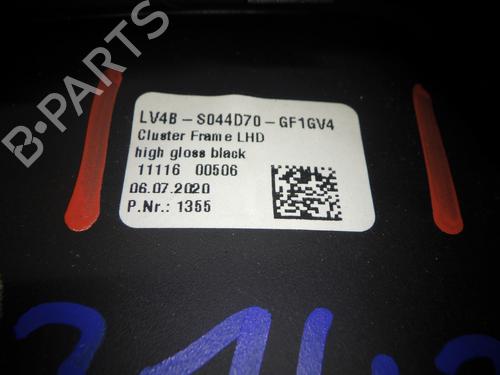 B-PARTS
LV4B-S044D70-GF1GV4
Cluster Frame LHD
high gloss black
11116 00506
06.07.2020
P.Nr.: 1355